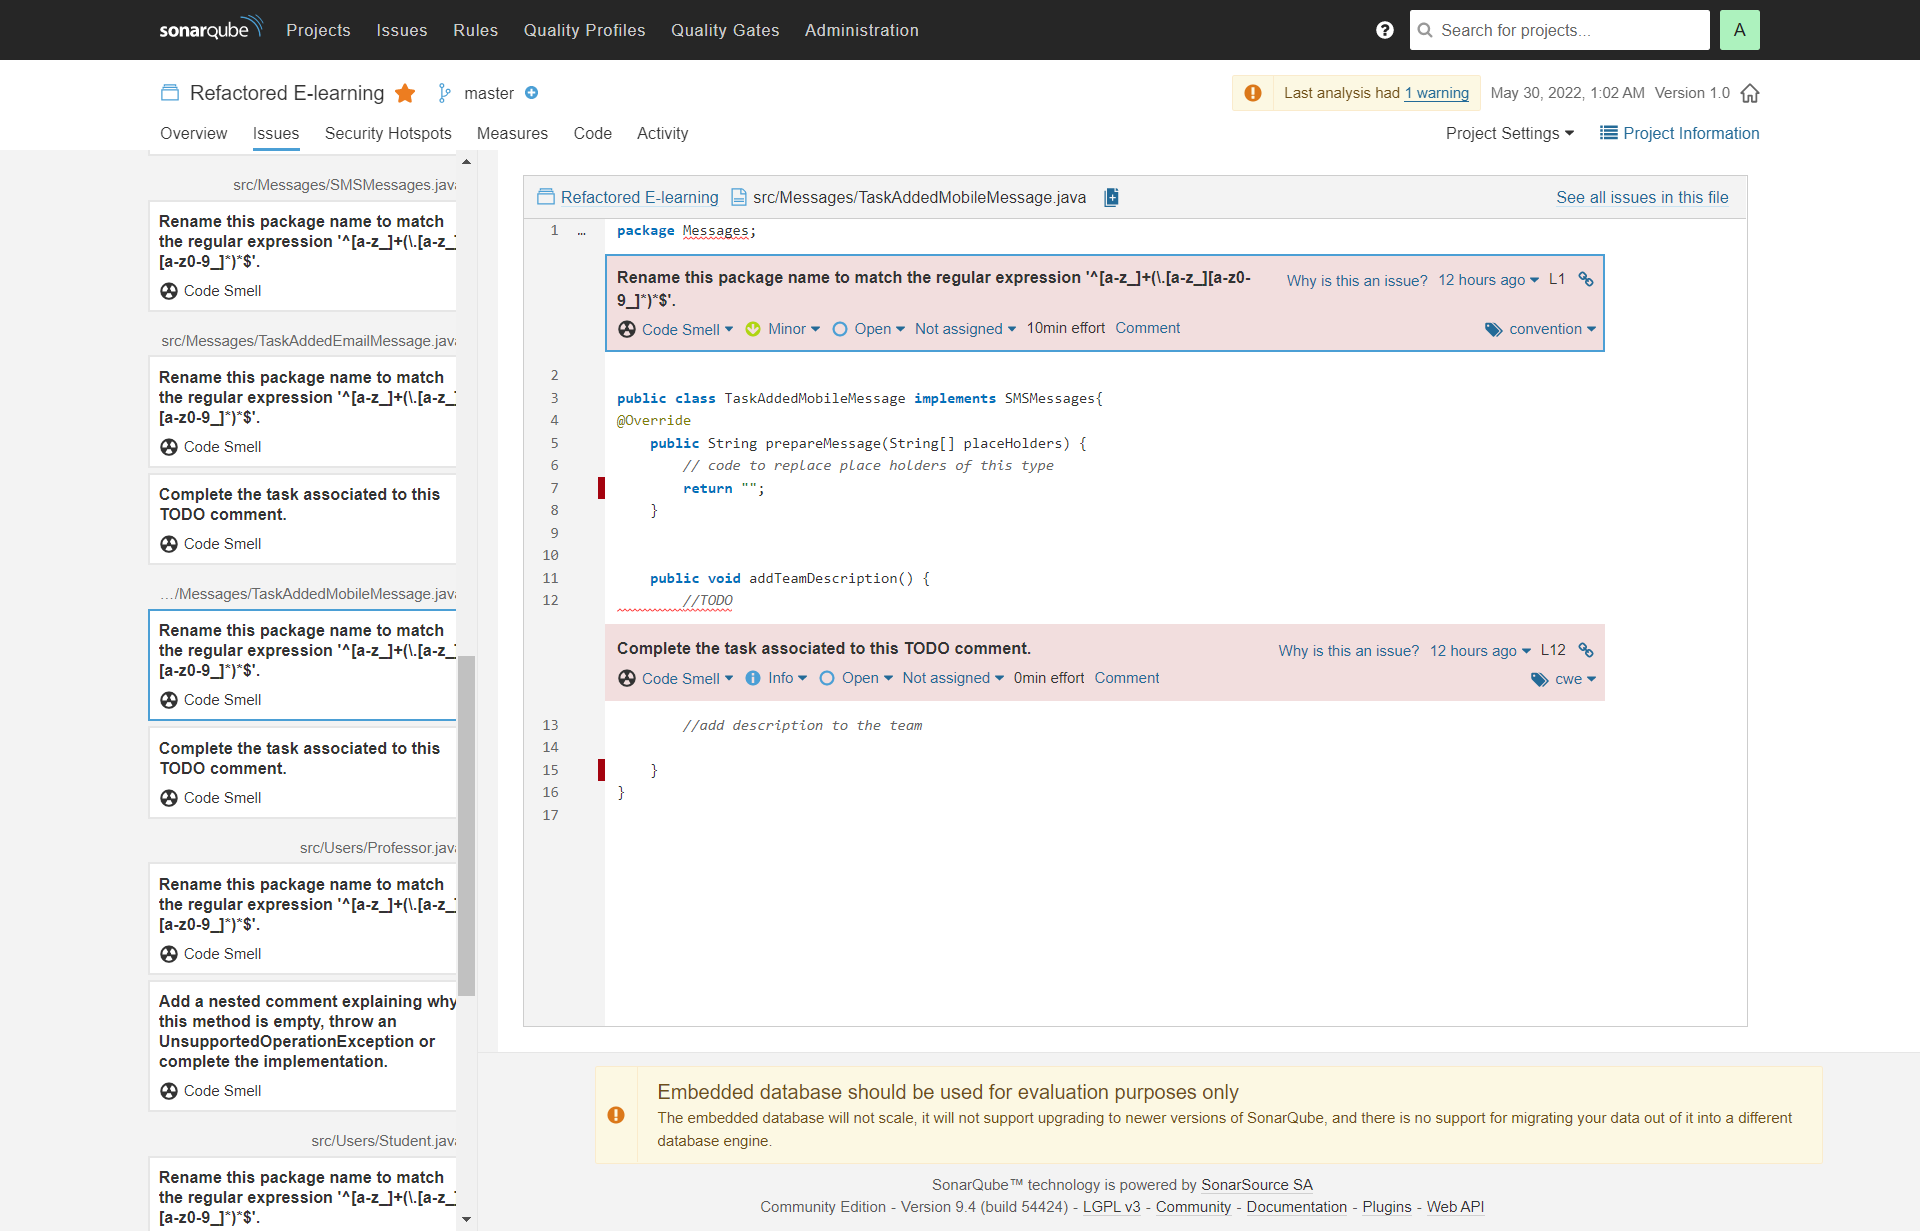 sonarqube Projects Issues Rules Quality Profiles Quality Gates Administration ? Search for projects... A
Refactored E-learning master Last analysis had 1 warning May 30, 2022, 1:02 AM Version 1.0
Overview Issues Security Hotspots Measures Code Activity Project Settings Project Information
src/Messages/SMSMessages.java
Rename this package name to match
the regular expression '^[a-z_]+(\.[a-z_]
[a-z0-9_]*)*$'.
Code Smell
src/Messages/TaskAddedEmailMessage.java
Rename this package name to match
the regular expression '^[a-z_]+(\.[a-z_]
[a-z0-9_]*)*$'.
Code Smell
Complete the task associated to this
TODO comment.
Code Smell
…/Messages/TaskAddedMobileMessage.java
Rename this package name to match
the regular expression '^[a-z_]+(\.[a-z_]
[a-z0-9_]*)*$'.
Code Smell
Complete the task associated to this
TODO comment.
Code Smell
src/Users/Professor.java
Rename this package name to match
the regular expression '^[a-z_]+(\.[a-z_]
[a-z0-9_]*)*$'.
Code Smell
Add a nested comment explaining why
this method is empty, throw an
UnsupportedOperationException or
complete the implementation.
Code Smell
src/Users/Student.java
Rename this package name to match
the regular expression '^[a-z_]+(\.[a-z_]
[a-z0-9_]*)*$'.
Refactored E-learning src/Messages/TaskAddedMobileMessage.java See all issues in this file
1 … package Messages;
Rename this package name to match the regular expression '^[a-z_]+(\.[a-z_][a-z0-
9_]*)*$'.
Why is this an issue? 12 hours ago L1
Code Smell Minor Open Not assigned 10min effort Comment convention
2
3 public class TaskAddedMobileMessage implements SMSMessages{
4 @Override
5 public String prepareMessage(String[] placeHolders) {
6 // code to replace place holders of this type
7 return "";
8 }
9
10
11 public void addTeamDescription() {
12 //TODO
Complete the task associated to this TODO comment. Why is this an issue? 12 hours ago L12
Code Smell Info Open Not assigned 0min effort Comment cwe
13 //add description to the team
14
15 }
16 }
17
Embedded database should be used for evaluation purposes only
The embedded database will not scale, it will not support upgrading to newer versions of SonarQube, and there is no support for migrating your data out of it into a different
database engine.
SonarQube™ technology is powered by SonarSource SA
Community Edition - Version 9.4 (build 54424) - LGPL v3 - Community - Documentation - Plugins - Web API